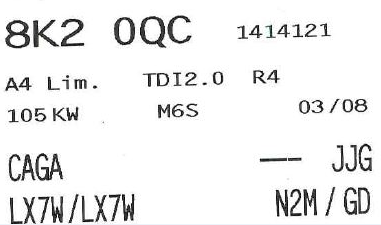 8K2 0QC 1414121
A4 Lim. TDI2.0 R4
105 KW M6S 03/08
CAGA --- JJG
LX7W/LX7W N2M / GD